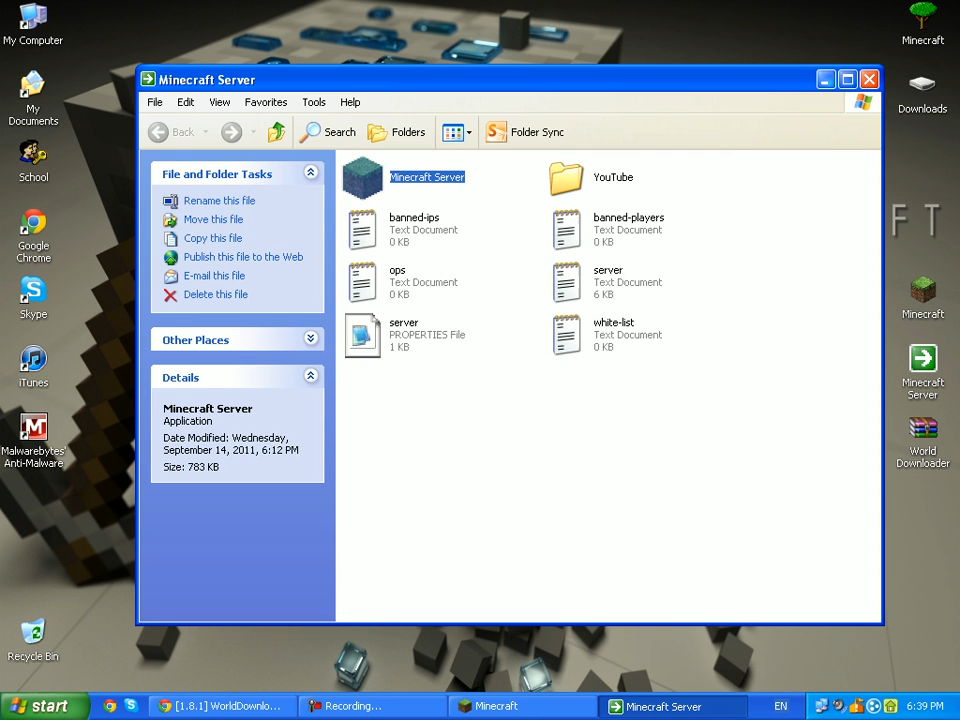 My Computer
My
Documents
School
Google
Chrome
Skype
iTunes
Malwarebytes'
Anti-Malware
Recycle Bin
Minecraft Server
File Edit View Favorites Tools Help
Back Search Folders Folder Sync
File and Folder Tasks
Rename this file
Move this file
Copy this file
Publish this file to the Web
E-mail this file
Delete this file
Other Places
Details
Minecraft Server
Application
Date Modified: Wednesday,
September 14, 2011, 6:12 PM
Size: 783 KB
Minecraft Server
YouTube
banned-ips
Text Document
0 KB
banned-players
Text Document
0 KB
ops
Text Document
0 KB
server
Text Document
6 KB
server
PROPERTIES File
1 KB
white-list
Text Document
0 KB
Minecraft
Downloads
F T
Minecraft
Minecraft
Server
World
Downloader
start [1.8.1] WorldDownlo... Recording... Minecraft Minecraft Server EN 6:39 PM